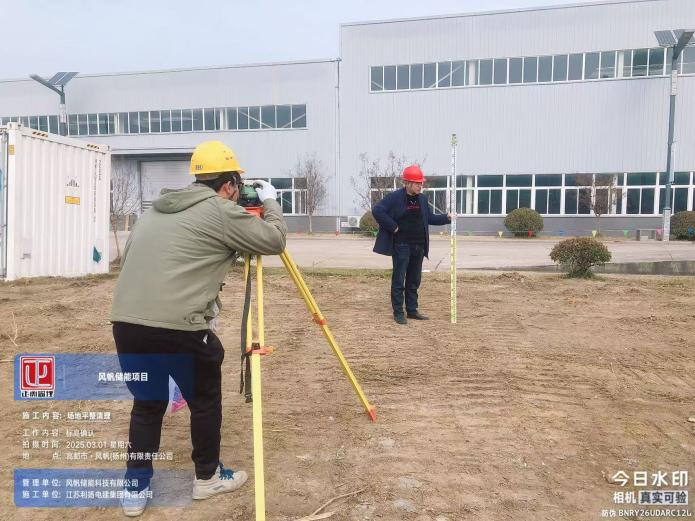 正南管理
风帆储能项目
施工内容：场地平整清理
工作内容：标高确认
拍摄时间：2025.03.01 星期六
地点：高邮市·风帆(扬州)有限责任公司
管理单位：风帆储能科技有限公司
施工单位：江苏利扬电建集团有限公司
今日水印
相机 真实可验
防伪 BNRY26UDARC12L